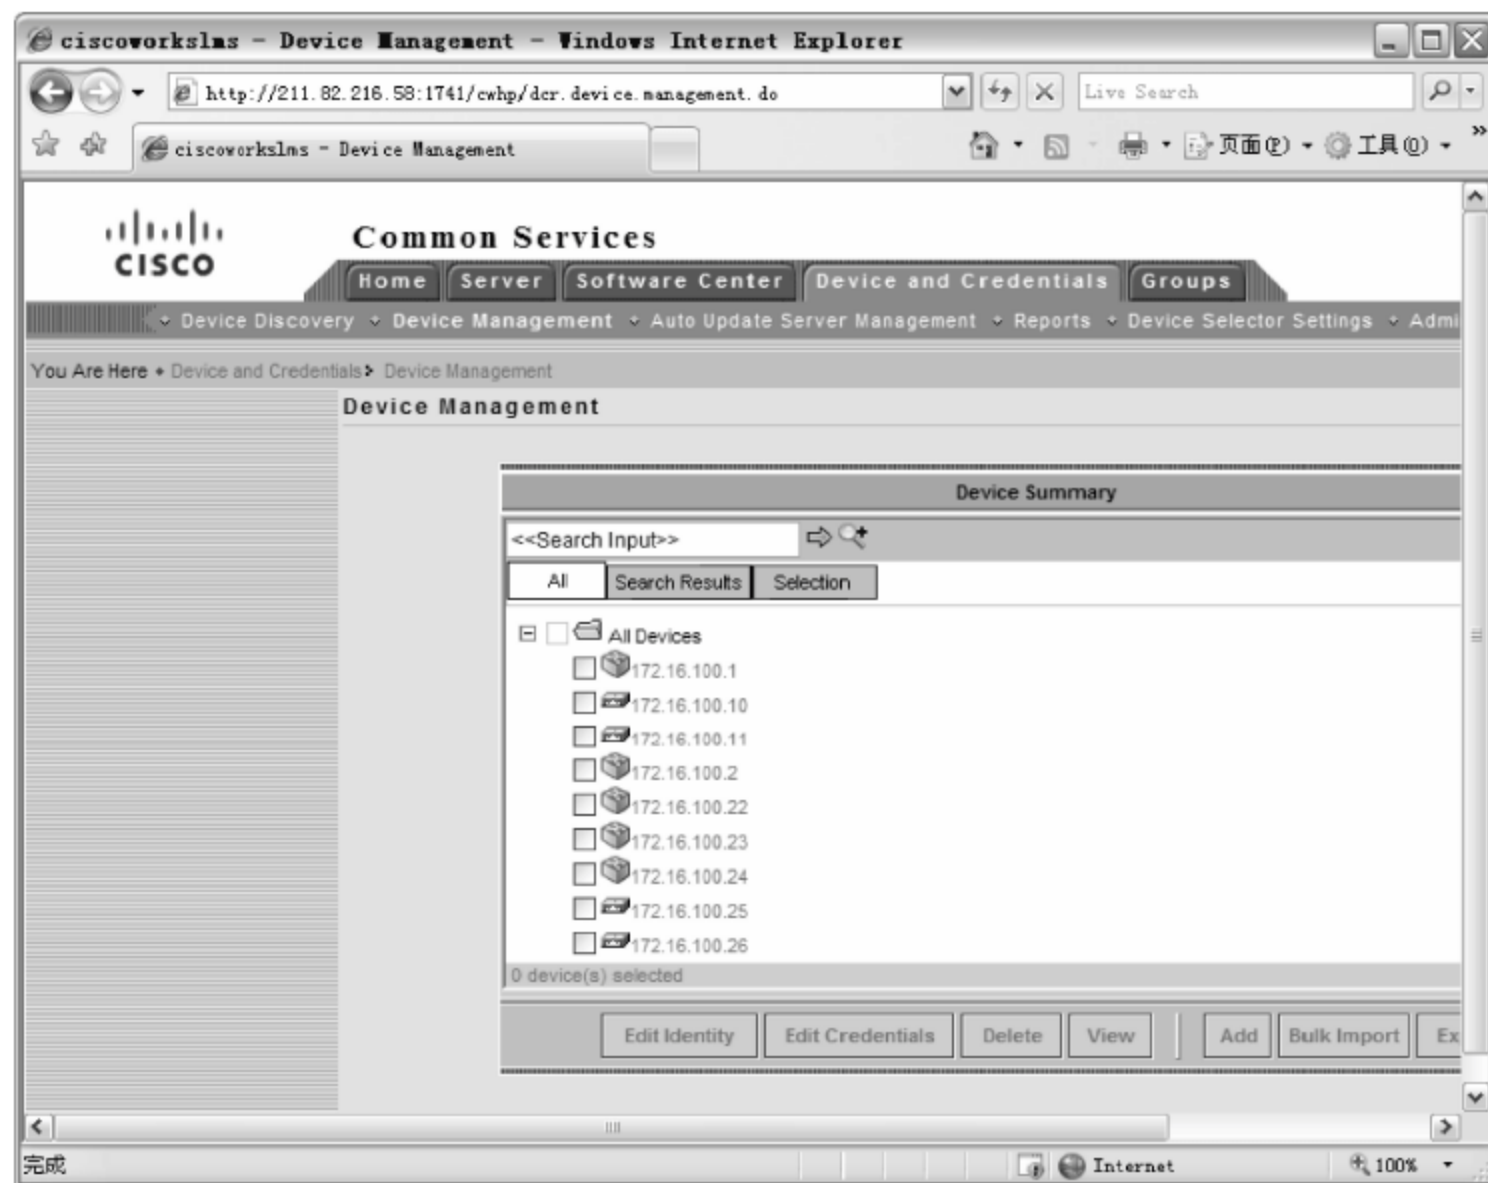 ciscoworkslms - Device Management - Windows Internet Explorer
http://211.82.216.58:1741/cwhp/dcr.device.management.do
Live Search
ciscoworkslms - Device Management
页面(P)
工具(O)
CISCO
Common Services
Home Server Software Center Device and Credentials Groups
Device Discovery Device Management Auto Update Server Management Reports Device Selector Settings Admi
You Are Here Device and Credentials Device Management
Device Management
Device Summary
<<Search Input>>
All Search Results Selection
All Devices
172.16.100.1
172.16.100.10
172.16.100.11
172.16.100.2
172.16.100.22
172.16.100.23
172.16.100.24
172.16.100.25
172.16.100.26
0 device(s) selected
Edit Identity Edit Credentials Delete View Add Bulk Import Ex
完成
Internet
100%